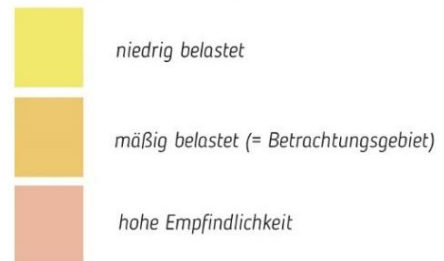 niedrig belastet
mäßig belastet (= Betrachtungsgebiet)
hohe Empfindlichkeit